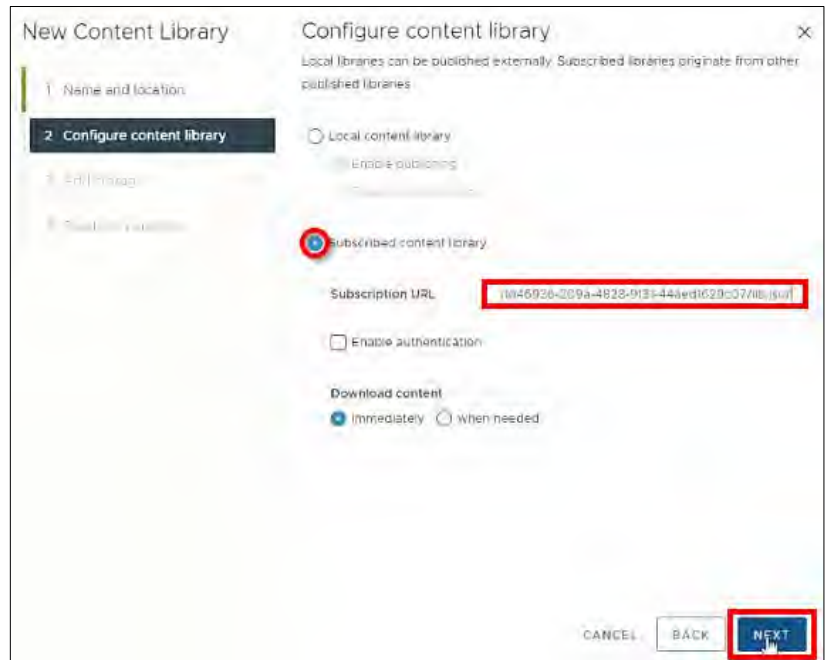 New Content Library
1 Name and location
2 Configure content library
Configure content library
Local libraries can be published externally. Subscribed libraries originate from other
published libraries
Local content library
Enable publishing
Subscribed content library
Subscription URL
Enable authentication
Download content
immediately when needed
CANCEL BACK NEXT